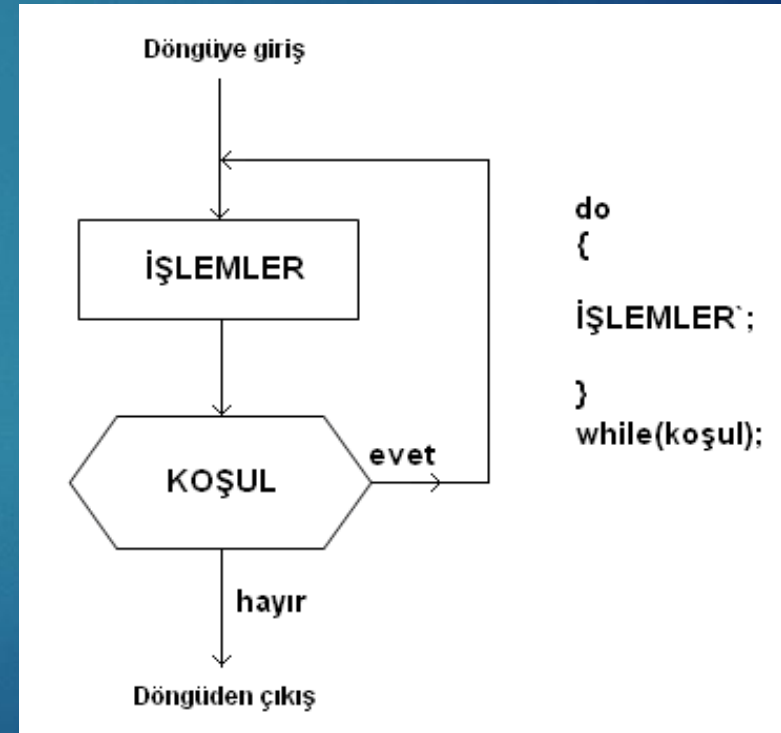 Döngüye giriş
İŞLEMLER
KOŞUL
evet
hayır
Döngüden çıkış
do
{
İŞLEMLER`;
}
while(koşul);